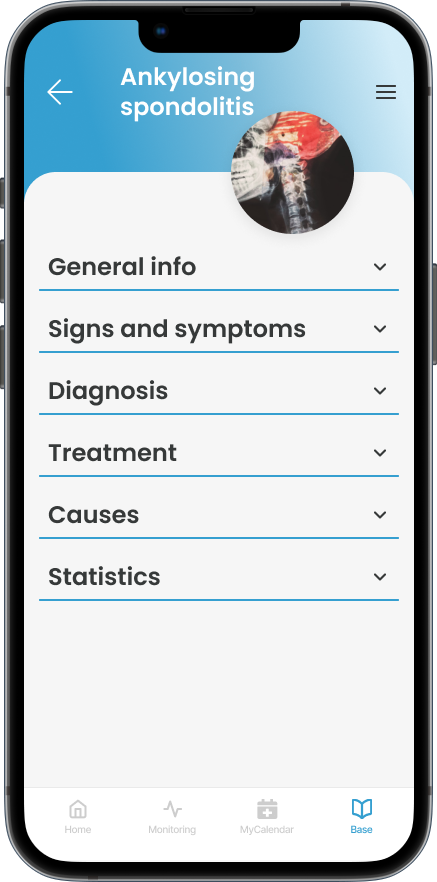 Ankylosing
spondolitis
General info
Signs and symptoms
Diagnosis
Treatment
Causes
Statistics
Home
Monitoring
MyCalendar
Base